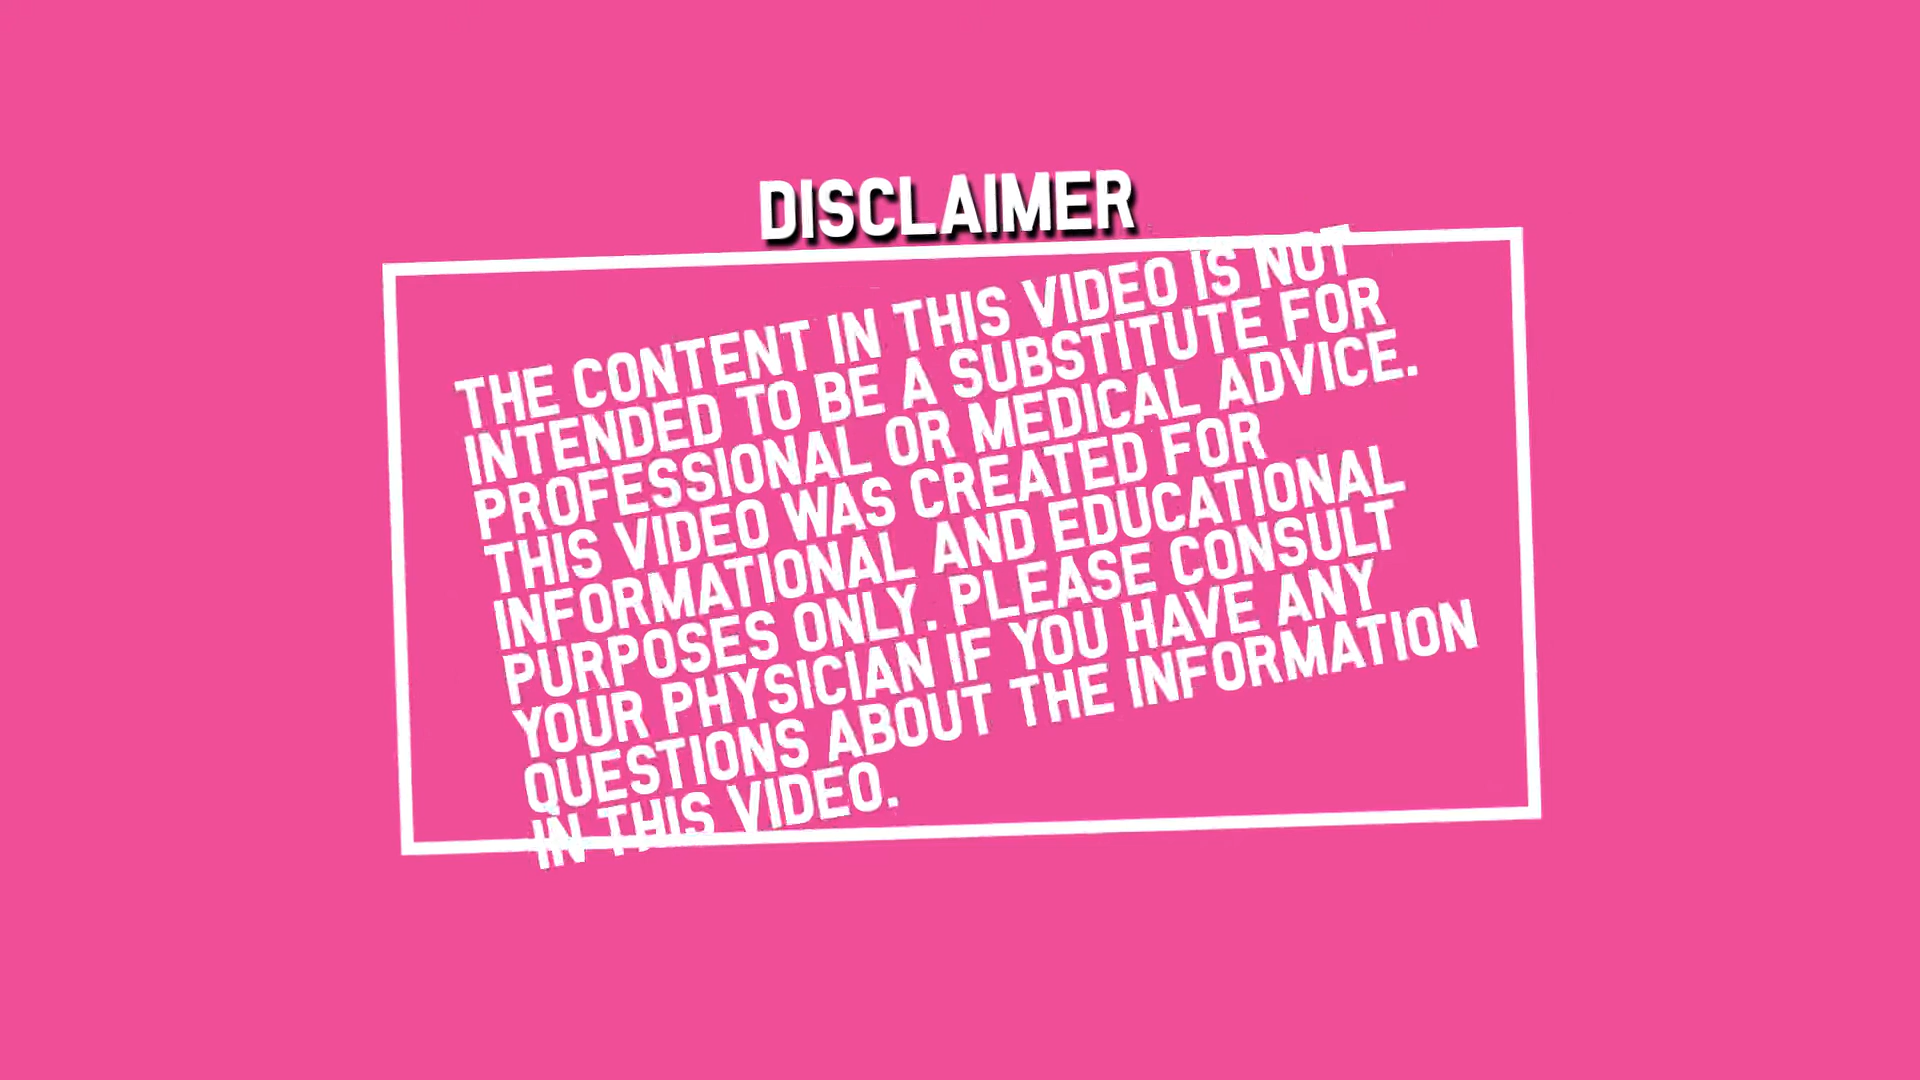 DISCLAIMER
THE CONTENT IN THIS VIDEO IS NOT
INTENDED TO BE A SUBSTITUTE FOR
PROFESSIONAL OR MEDICAL ADVICE.
THIS VIDEO WAS CREATED FOR
INFORMATIONAL AND EDUCATIONAL
PURPOSES ONLY. PLEASE CONSULT
YOUR PHYSICIAN IF YOU HAVE ANY
QUESTIONS ABOUT THE INFORMATION
IN THIS VIDEO.